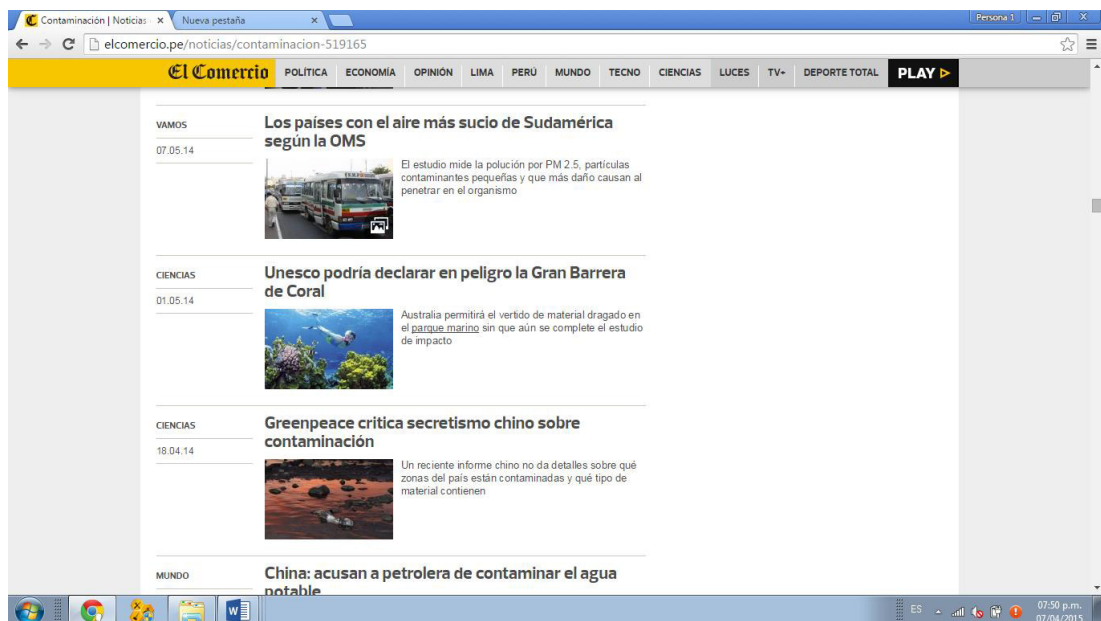 Contaminación | Noticias
Nueva pestaña
Persona 1
elcomercio.pe/noticias/contaminacion-519165
El Comercio POLÍTICA ECONOMÍA OPINIÓN LIMA PERÚ MUNDO TECNO CIENCIAS LUCES TV+ DEPORTE TOTAL PLAY
VAMOS
07.05.14
Los países con el aire más sucio de Sudamérica
según la OMS
El estudio mide la polución por PM 2.5, partículas
contaminantes pequeñas y que más daño causan al
penetrar en el organismo
CIENCIAS
01.05.14
Unesco podría declarar en peligro la Gran Barrera
de Coral
Australia permitirá el vertido de material dragado en
el parque marino sin que aún se complete el estudio
de impacto
CIENCIAS
18.04.14
Greenpeace critica secretismo chino sobre
contaminación
Un reciente informe chino no da detalles sobre qué
zonas del país están contaminadas y qué tipo de
material contienen
MUNDO
China: acusan a petrolera de contaminar el agua
potable
ES
07:50 p.m.
07/04/2015